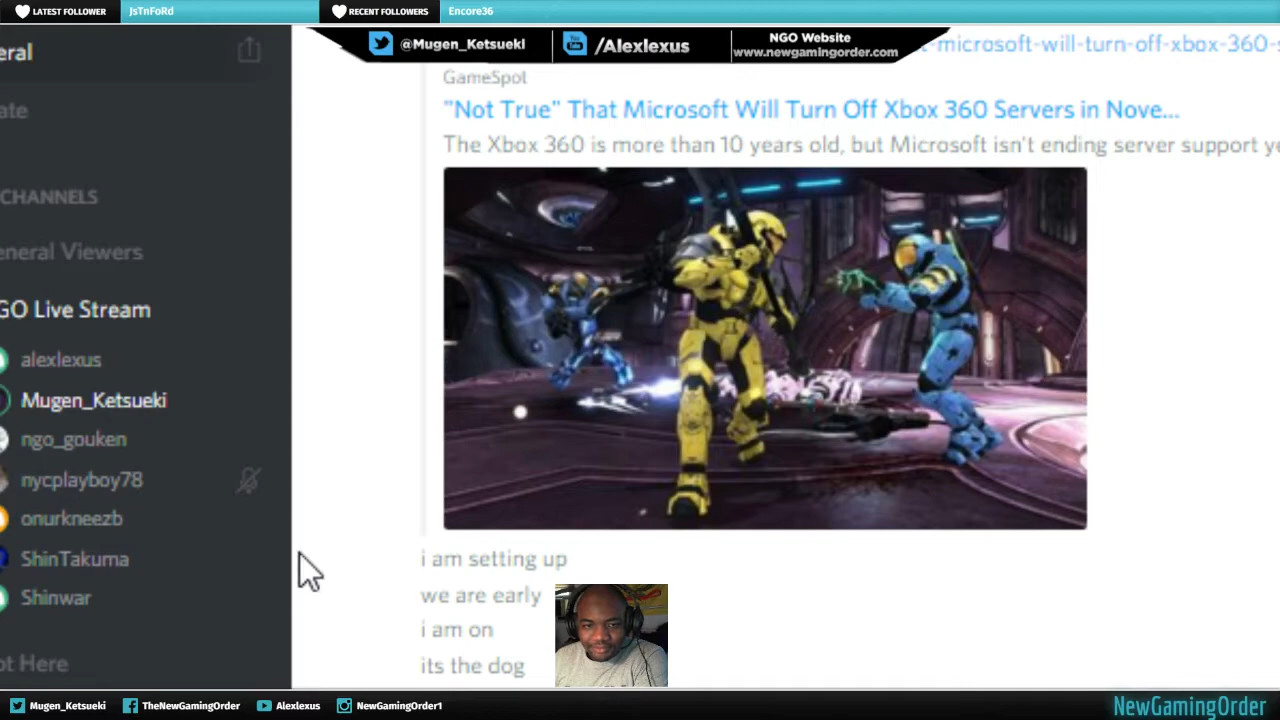 LATEST FOLLOWER
JsTnFoRd
RECENT FOLLOWERS
Encore36
@Mugen_Ketsueki
/Alexlexus
NGO Website
www.newgamingorder.com
-microsoft-will-turn-off-xbox-360-s
eral
GameSpot
"Not True" That Microsoft Will Turn Off Xbox 360 Servers in Nove...
The Xbox 360 is more than 10 years old, but Microsoft isn't ending server support ye
ate
CHANNELS
eneral Viewers
GO Live Stream
alexlexus
Mugen_Ketsueki
ngo_gouken
nycplayboy78
onurkneezb
ShinTakuma
Shinwar
ot Here
i am setting up
we are early
i am on
its the dog
Mugen_Ketsueki
TheNewGamingOrder
Alexlexus
NewGamingOrder1
NewGamingOrder